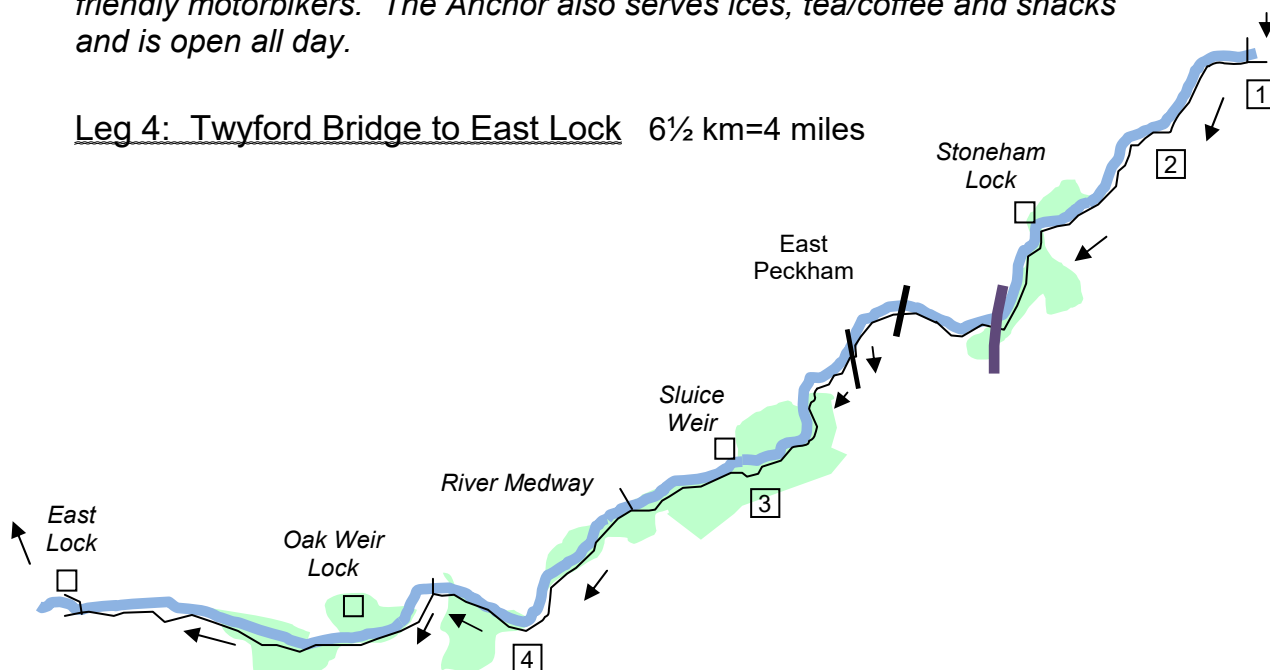 friendly motorbikers. The Anchor also serves ices, tea/coffee and snacks
and is open all day.
Leg 4: Twyford Bridge to East Lock 6½ km=4 miles
1
2
Stoneham
Lock
East
Peckham
Sluice
Weir
3
River Medway
East
Lock
Oak Weir
Lock
4